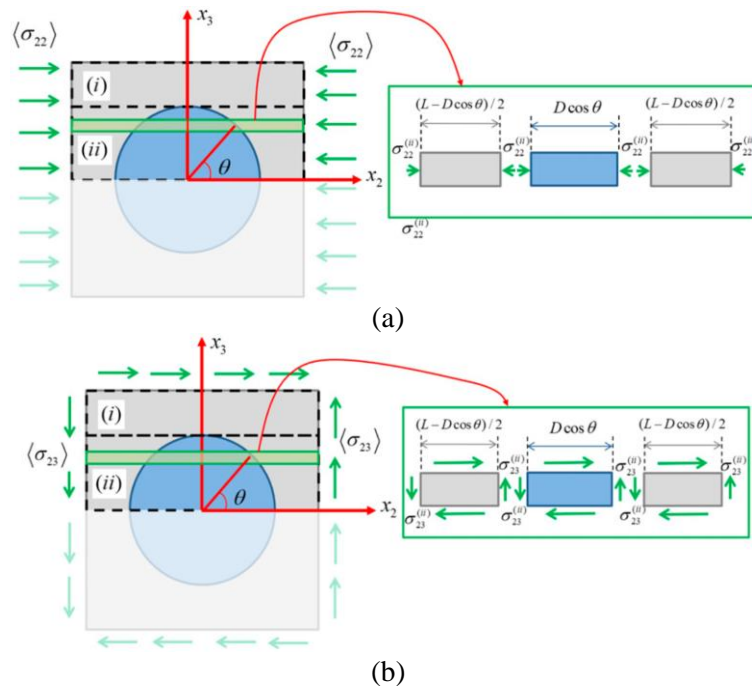 x₃
⟨σ₂₂⟩ ⟨σ₂₂⟩
(i)
(ii)
θ
x₂
(L−D cos θ)/2 D cos θ (L−D cos θ)/2
σ₂₂⁽ⁱⁱ⁾ σ₂₂⁽ⁱⁱ⁾ σ₂₂⁽ⁱⁱ⁾ σ₂₂⁽ⁱⁱ⁾
σ₂₂⁽ⁱⁱ⁾
(a)
x₃
(i)
⟨σ₂₃⟩ ⟨σ₂₃⟩
(ii)
θ
x₂
(L−D cos θ)/2 D cos θ (L−D cos θ)/2
σ₂₃⁽ⁱⁱ⁾ σ₂₃⁽ⁱⁱ⁾ σ₂₃⁽ⁱⁱ⁾
σ₂₃⁽ⁱⁱ⁾ σ₂₃⁽ⁱⁱ⁾ σ₂₃⁽ⁱⁱ⁾
(b)